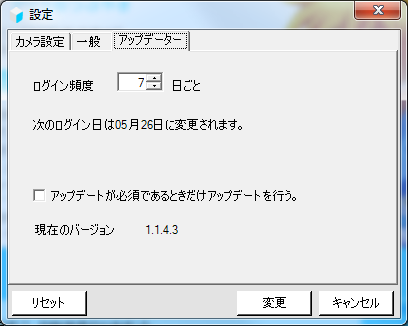 設定
カメラ設定 一般 アップデーター
ログイン頻度 7 日ごと
次のログイン日は05月26日に変更されます。
アップデートが必須であるときだけアップデートを行う。
現在のバージョン 1.1.4.3
リセット 変更 キャンセル